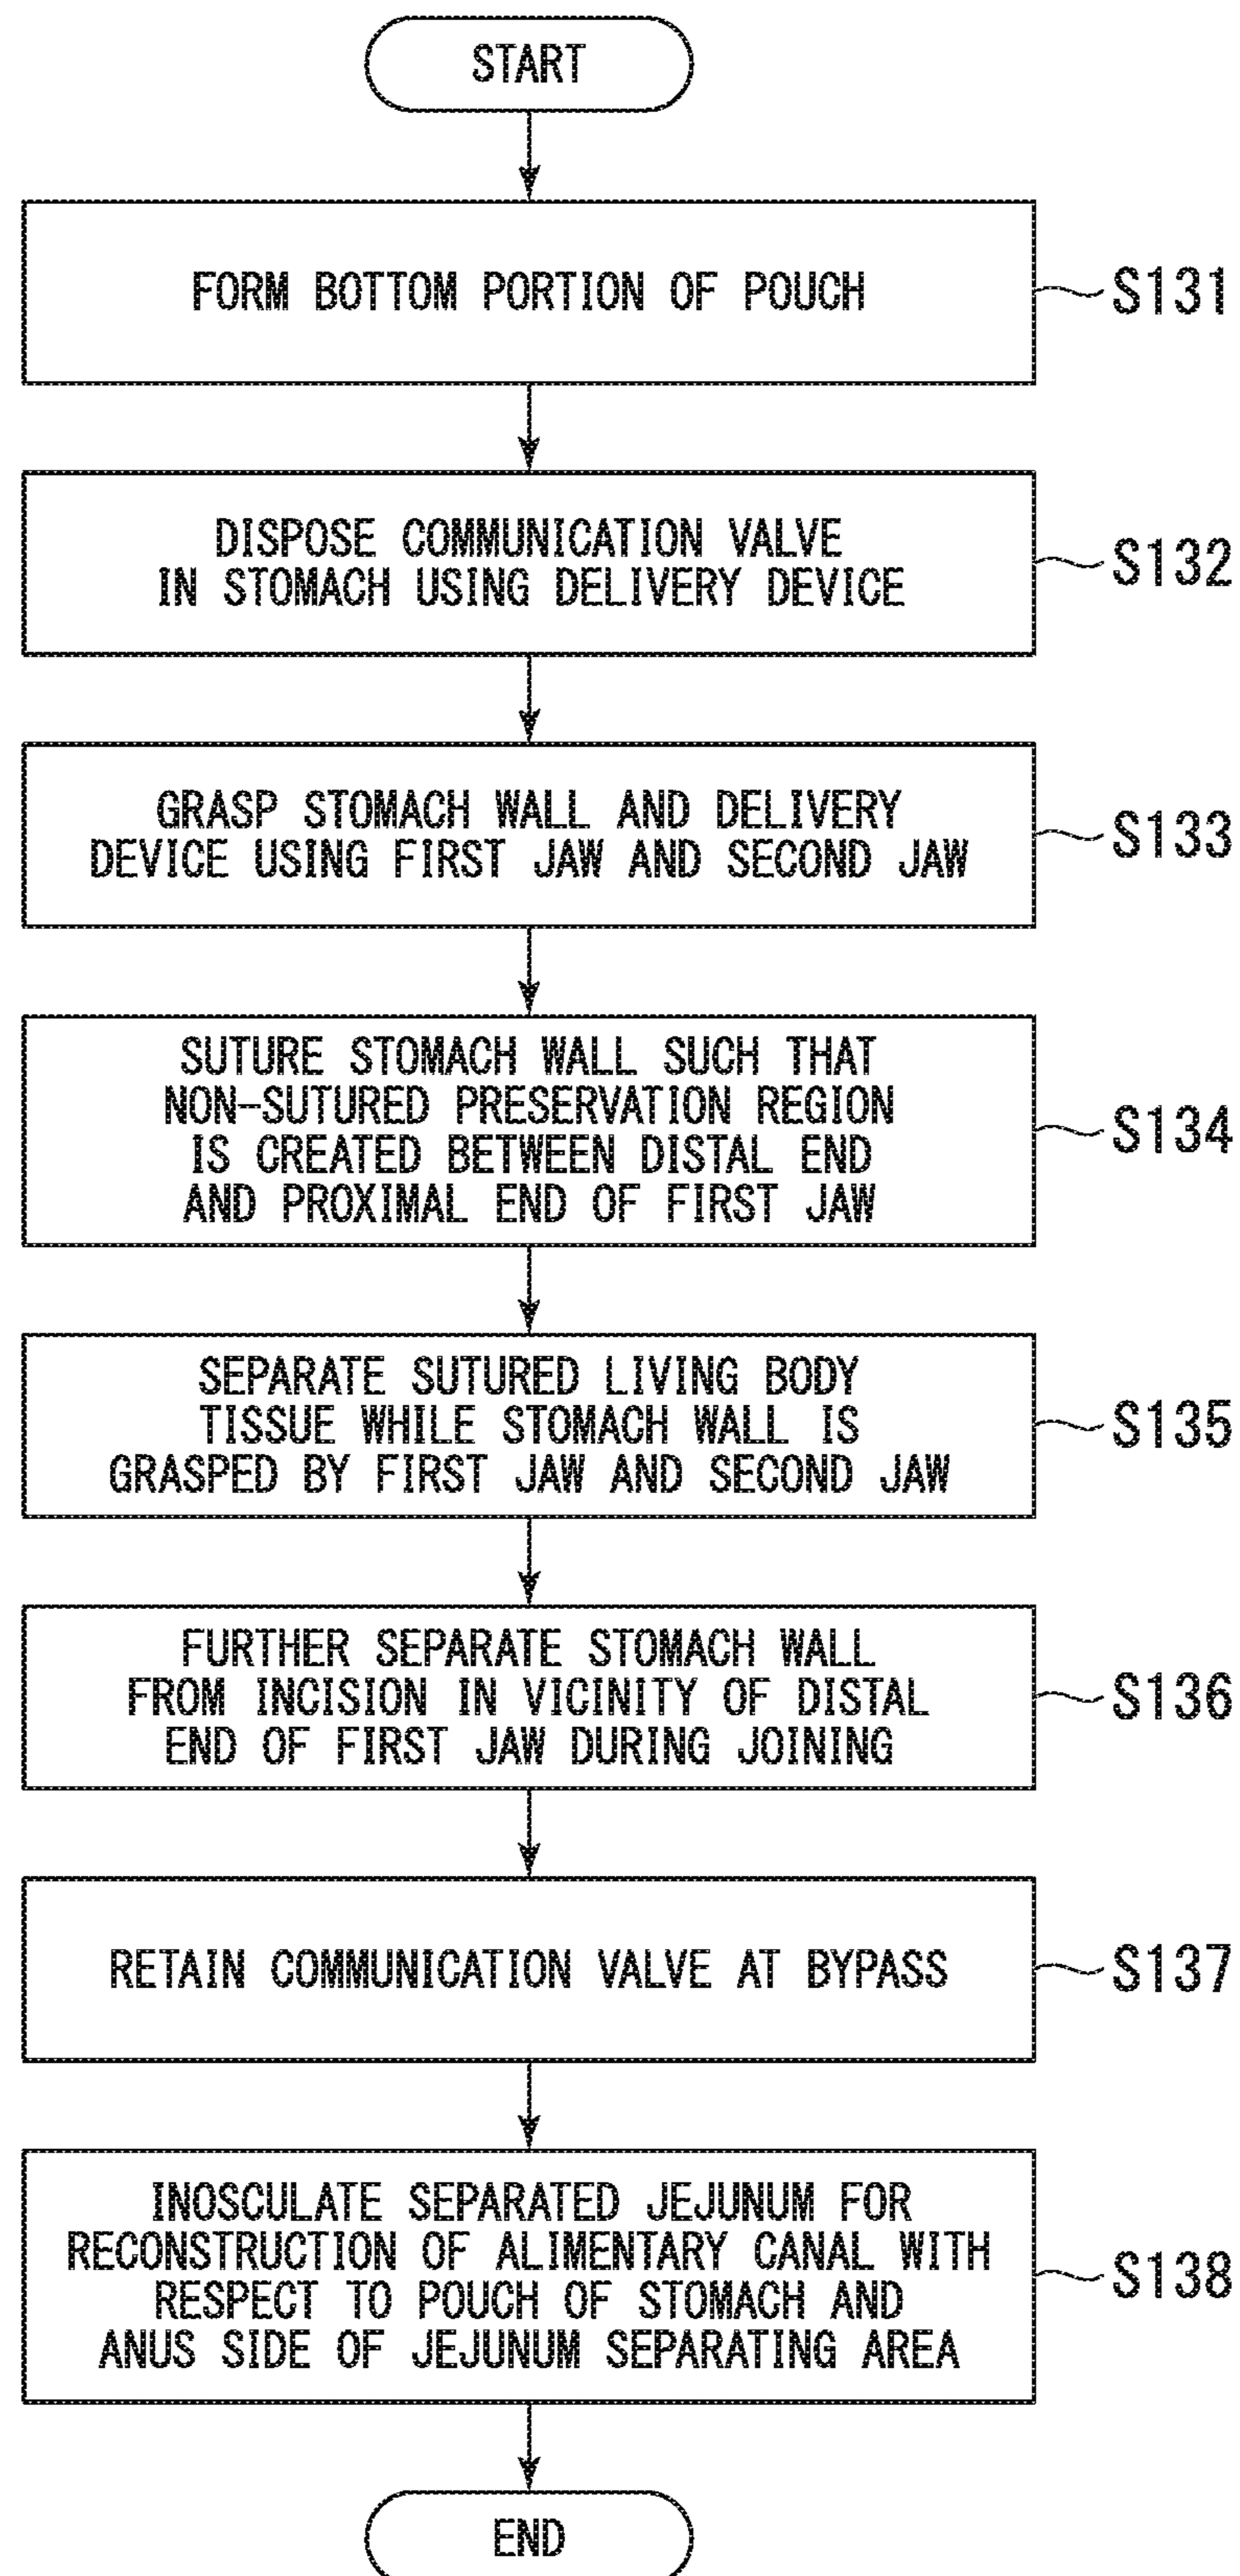 START
FORM BOTTOM PORTION OF POUCH
S131
DISPOSE COMMUNICATION VALVE
IN STOMACH USING DELIVERY DEVICE
S132
GRASP STOMACH WALL AND DELIVERY
DEVICE USING FIRST JAW AND SECOND JAW
S133
SUTURE STOMACH WALL SUCH THAT
NON-SUTURED PRESERVATION REGION
IS CREATED BETWEEN DISTAL END
AND PROXIMAL END OF FIRST JAW
S134
SEPARATE SUTURED LIVING BODY
TISSUE WHILE STOMACH WALL IS
GRASPED BY FIRST JAW AND SECOND JAW
S135
FURTHER SEPARATE STOMACH WALL
FROM INCISION IN VICINITY OF DISTAL
END OF FIRST JAW DURING JOINING
S136
RETAIN COMMUNICATION VALVE AT BYPASS
S137
INOSCULATE SEPARATED JEJUNUM FOR
RECONSTRUCTION OF ALIMENTARY CANAL WITH
RESPECT TO POUCH OF STOMACH AND
ANUS SIDE OF JEJUNUM SEPARATING AREA
S138
END